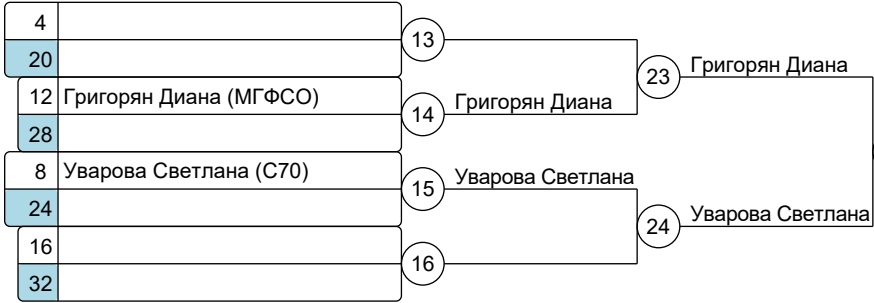 4
13
20
23 Григорян Диана
12 Григорян Диана (МГФСО)
14 Григорян Диана
28
8 Уварова Светлана (С70)
15 Уварова Светлана
24
24 Уварова Светлана
16
16
32